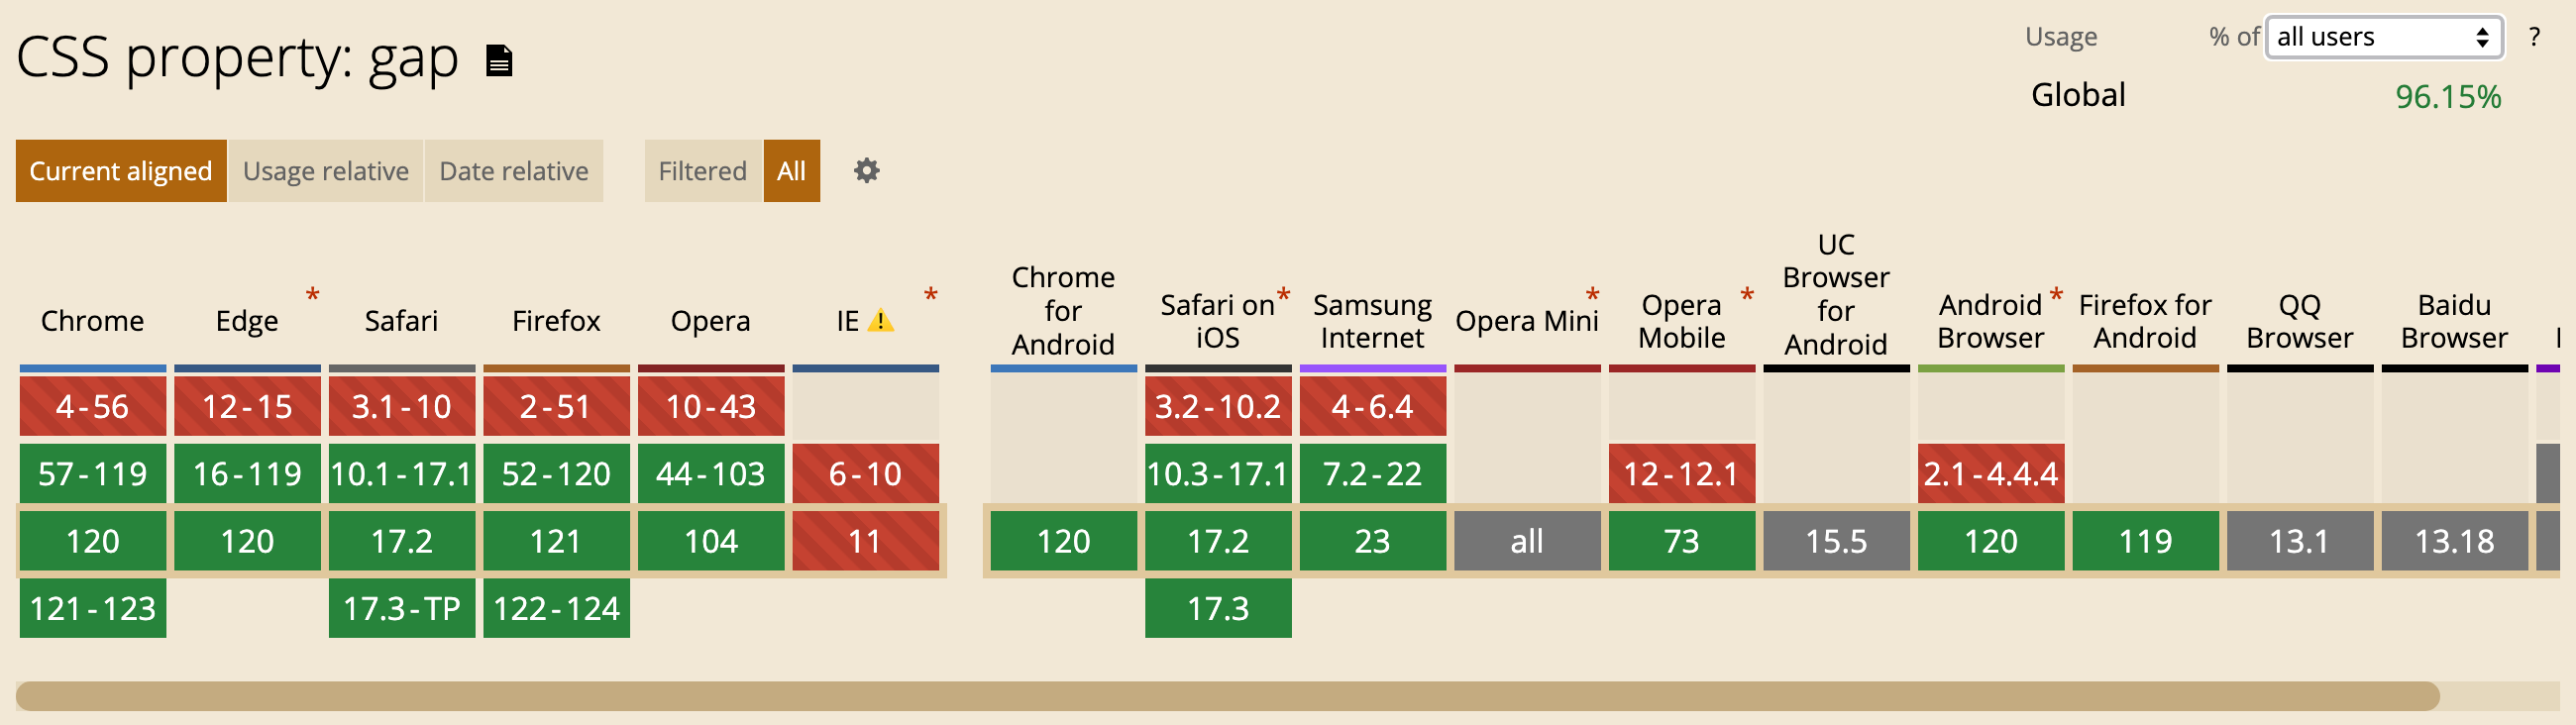 CSS property: gap
Usage % of all users ?
Global 96.15%
Current aligned Usage relative Date relative Filtered All
Chrome Edge * Safari Firefox Opera IE * Chrome for Android Safari on iOS * Samsung Internet Opera Mini * Opera Mobile * UC Browser for Android Android Browser * Firefox for Android QQ Browser Baidu Browser
4-56 12-15 3.1-10 2-51 10-43 3.2-10.2 4-6.4
57-119 16-119 10.1-17.1 52-120 44-103 6-10 10.3-17.1 7.2-22 12-12.1 2.1-4.4.4
120 120 17.2 121 104 11 120 17.2 23 all 73 15.5 120 119 13.1 13.18
121-123 17.3-TP 122-124 17.3